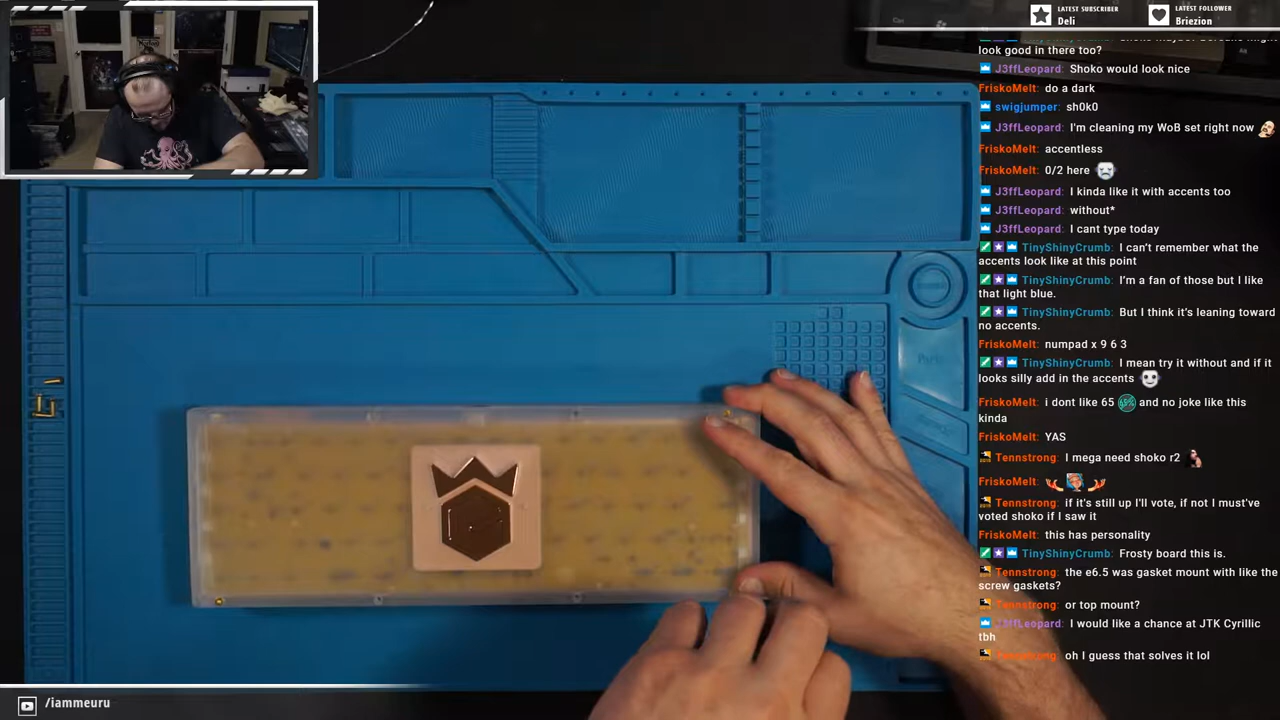 LATEST SUBSCRIBER
Deli
LATEST FOLLOWER
Briezion
look good in there too?
J3ffLeopard: Shoko would look nice
FriskoMelt: do a dark
swigjumper: sh0k0
J3ffLeopard: I'm cleaning my WoB set right now
FriskoMelt: accentless
FriskoMelt: 0/2 here
J3ffLeopard: I kinda like it with accents too
J3ffLeopard: without*
J3ffLeopard: I cant type today
TinyShinyCrumb: I can't remember what the
accents look like at this point
TinyShinyCrumb: I'm a fan of those but I like
that light blue.
TinyShinyCrumb: But I think it's leaning toward
no accents.
FriskoMelt: numpad x 9 6 3
TinyShinyCrumb: I mean try it without and if it
looks silly add in the accents
FriskoMelt: i dont like 65 and no joke like this
kinda
FriskoMelt: YAS
Tennstrong: I mega need shoko r2
FriskoMelt:
Tennstrong: if it's still up I'll vote, if not I must've
voted shoko if I saw it
FriskoMelt: this has personality
TinyShinyCrumb: Frosty board this is.
Tennstrong: the e6.5 was gasket mount with like the
screw gaskets?
Tennstrong: or top mount?
J3ffLeopard: I would like a chance at JTK Cyrillic
tbh
Tennstrong: oh I guess that solves it lol
/iammeuru